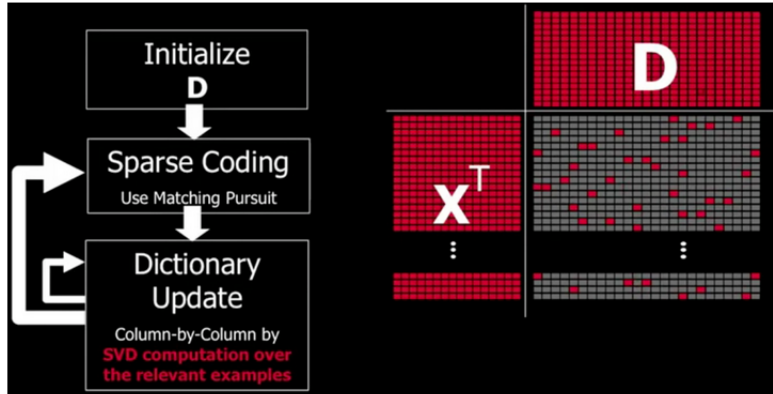 Initialize
D
Sparse Coding
Use Matching Pursuit
Dictionary
Update
Column-by-Column by
SVD computation over
the relevant examples
D
X^T